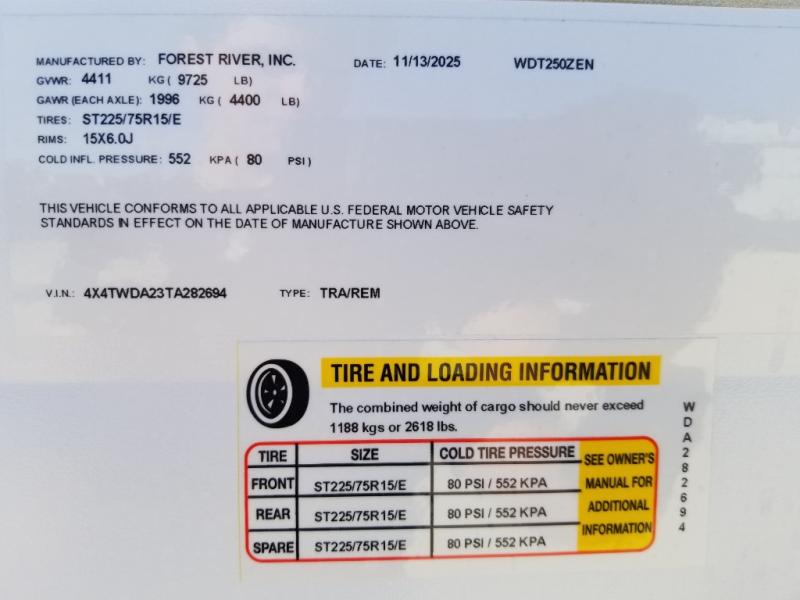 MANUFACTURED BY: FOREST RIVER, INC. DATE: 11/13/2025 WDT250ZEN
GVWR: 4411 KG ( 9725 LB)
GAWR (EACH AXLE): 1996 KG ( 4400 LB)
TIRES: ST225/75R15/E
RIMS: 15X6.0J
COLD INFL. PRESSURE: 552 KPA ( 80 PSI )
THIS VEHICLE CONFORMS TO ALL APPLICABLE U.S. FEDERAL MOTOR VEHICLE SAFETY
STANDARDS IN EFFECT ON THE DATE OF MANUFACTURE SHOWN ABOVE.
V.I.N.: 4X4TWDA23TA282694 TYPE: TRA/REM
TIRE AND LOADING INFORMATION
The combined weight of cargo should never exceed
1188 kgs or 2618 lbs.
TIRE SIZE COLD TIRE PRESSURE
FRONT ST225/75R15/E 80 PSI / 552 KPA
REAR ST225/75R15/E 80 PSI / 552 KPA
SPARE ST225/75R15/E 80 PSI / 552 KPA
SEE OWNER'S
MANUAL FOR
ADDITIONAL
INFORMATION
WDA282694